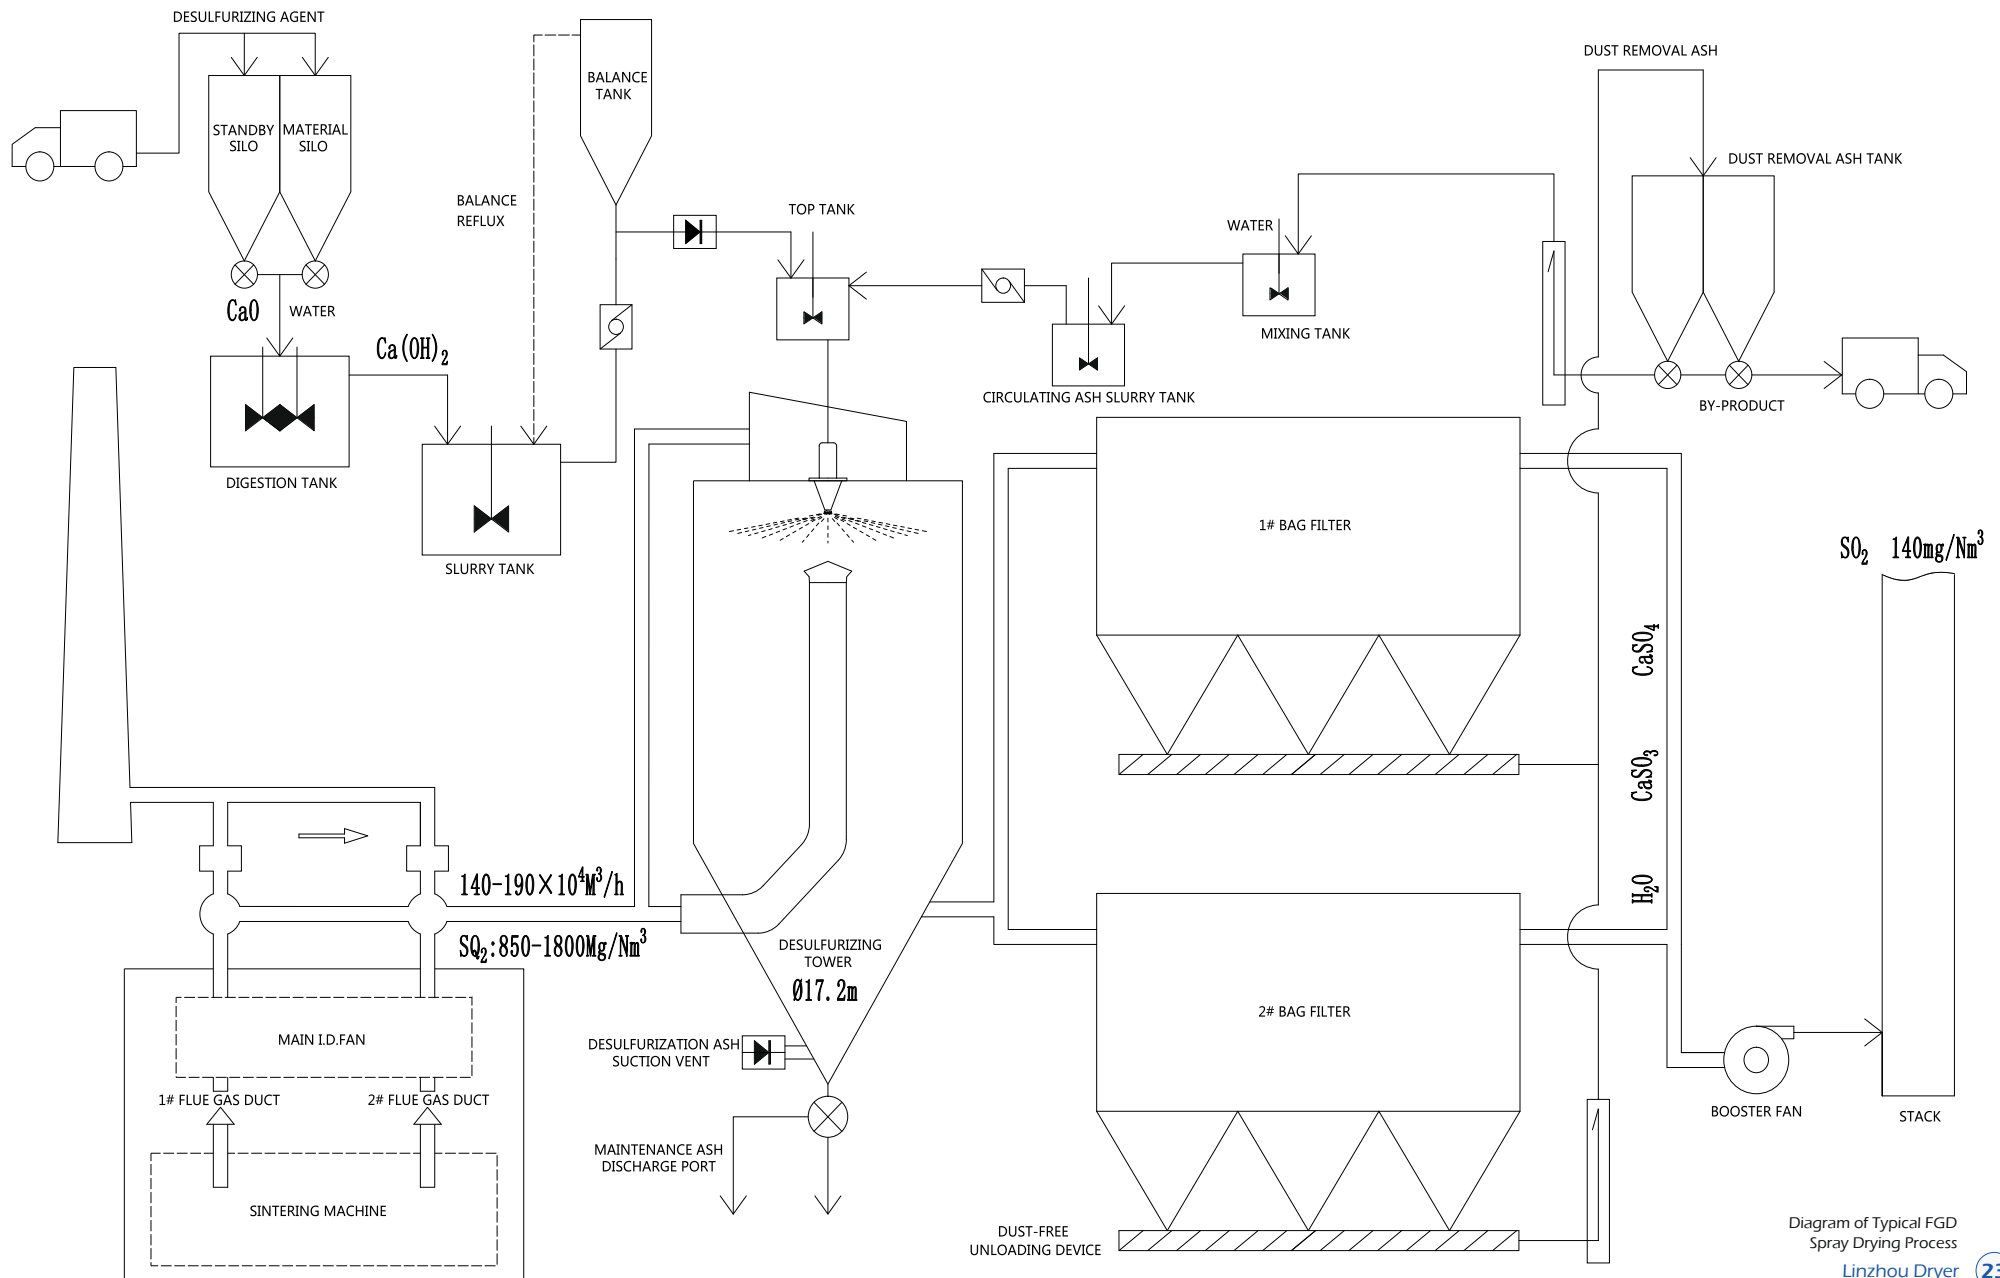 DESULFURIZING AGENT
STANDBY
SILO
MATERIAL
SILO
BALANCE
TANK
BALANCE
REFLUX
TOP TANK
WATER
DUST REMOVAL ASH
DUST REMOVAL ASH TANK
CaO
WATER
Ca(OH)₂
MIXING TANK
CIRCULATING ASH SLURRY TANK
BY-PRODUCT
DIGESTION TANK
SLURRY TANK
1# BAG FILTER
SO₂ 140mg/Nm³
CaSO₄
CaSO₃
H₂O
140-190×10⁴M³/h
SQ₂:850-1800Mg/Nm³
DESULFURIZING
TOWER
Ø17.2m
2# BAG FILTER
MAIN I.D.FAN
DESULFURIZATION ASH
SUCTION VENT
1# FLUE GAS DUCT
2# FLUE GAS DUCT
BOOSTER FAN
STACK
MAINTENANCE ASH
DISCHARGE PORT
SINTERING MACHINE
DUST-FREE
UNLOADING DEVICE
Diagram of Typical FGD
Spray Drying Process
Linzhou Dryer 23